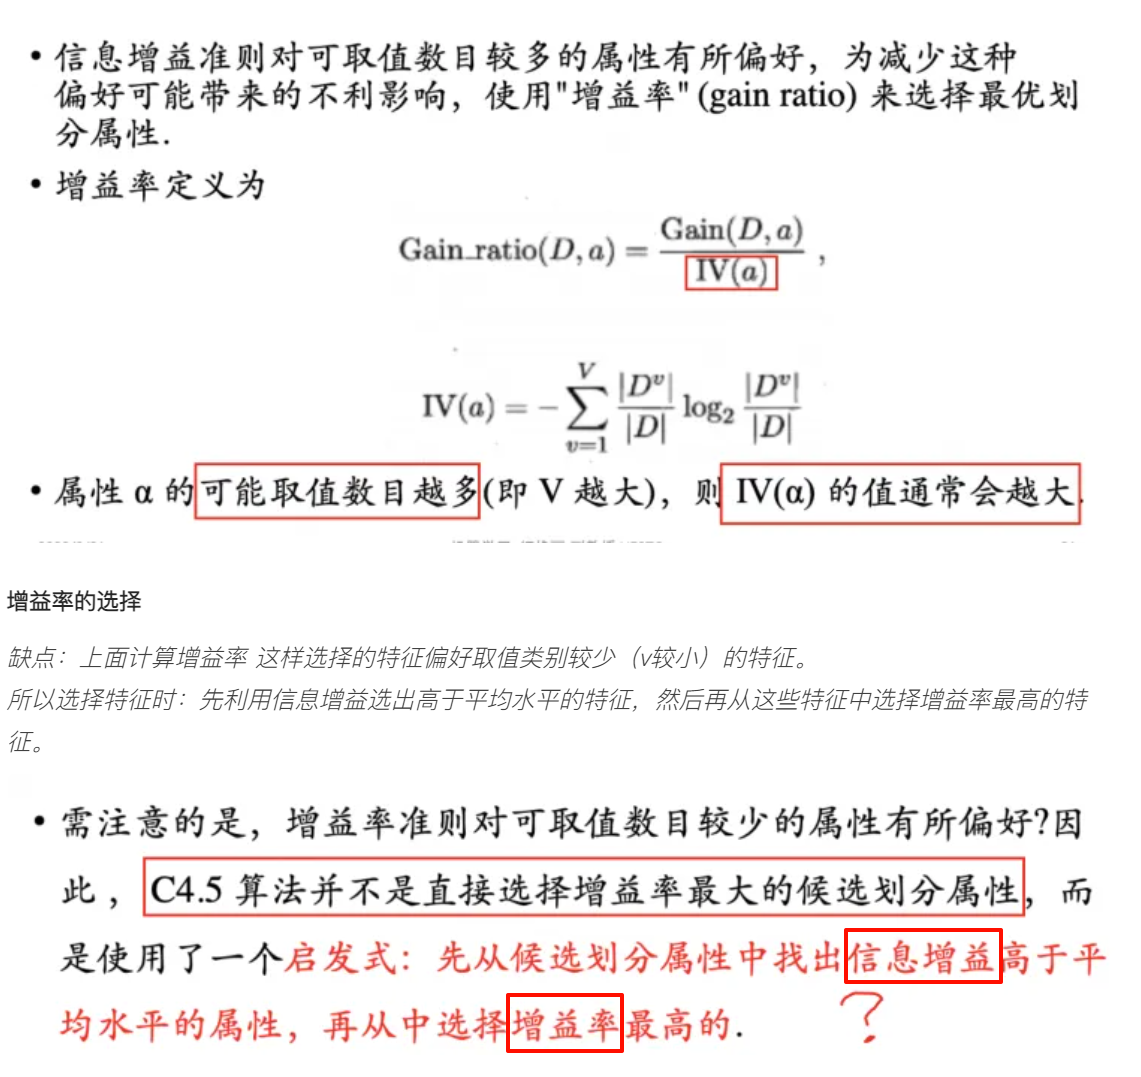 • 信息增益准则对可取值数目较多的属性有所偏好，为减少这种
偏好可能带来的不利影响，使用"增益率" (gain ratio) 来选择最优划
分属性.
• 增益率定义为
Gain_ratio(D, a) = Gain(D, a) / IV(a) ,
IV(a) = − ∑_{v=1}^{V} |D^v| / |D| log₂ |D^v| / |D|
• 属性 α 的可能取值数目越多(即 V 越大)，则 IV(α) 的值通常会越大.
增益率的选择
缺点：上面计算增益率 这样选择的特征偏好取值类别较少（v较小）的特征。
所以选择特征时：先利用信息增益选出高于平均水平的特征，然后再从这些特征中选择增益率最高的特
征。
• 需注意的是，增益率准则对可取值数目较少的属性有所偏好?因
此 ，C4.5 算法并不是直接选择增益率最大的候选划分属性，而
是使用了一个启发式：先从候选划分属性中找出信息增益高于平
均水平的属性，再从中选择增益率最高的.
?